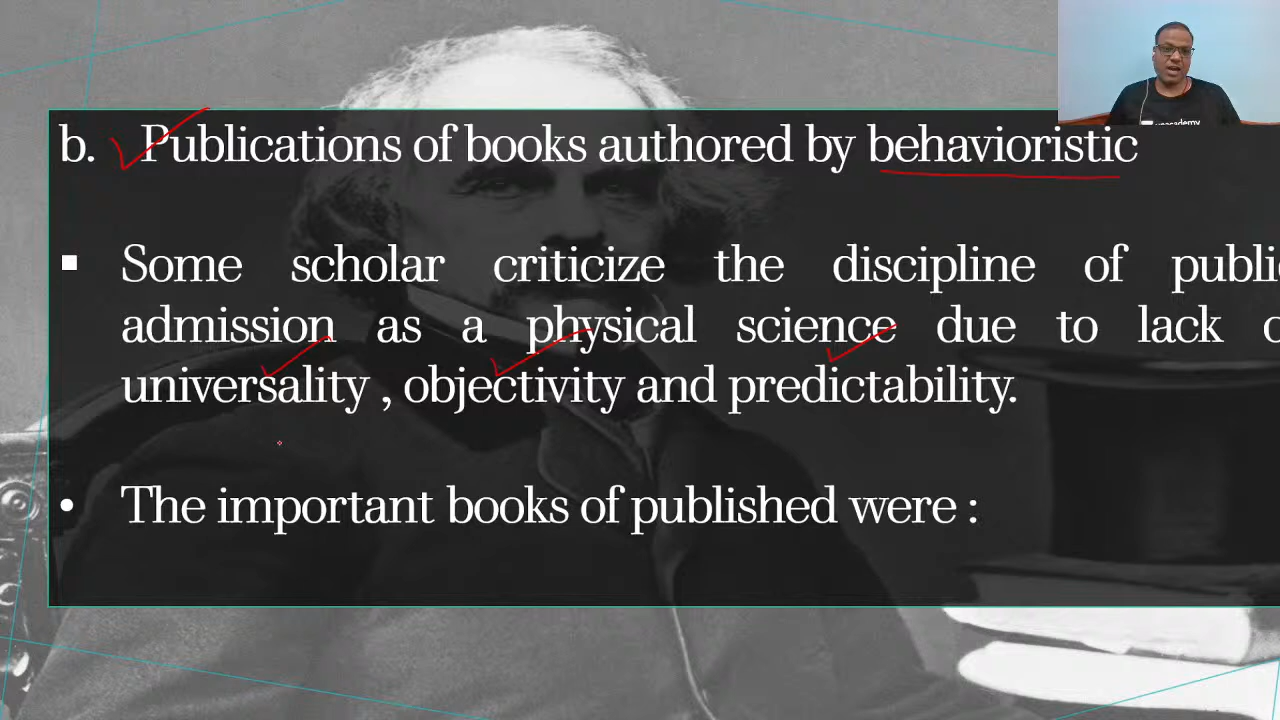 b. Publications of books authored by behavioristic
▪ Some scholar criticize the discipline of public
admission as a physical science due to lack
universality , objectivity and predictability.
• The important books of published were :